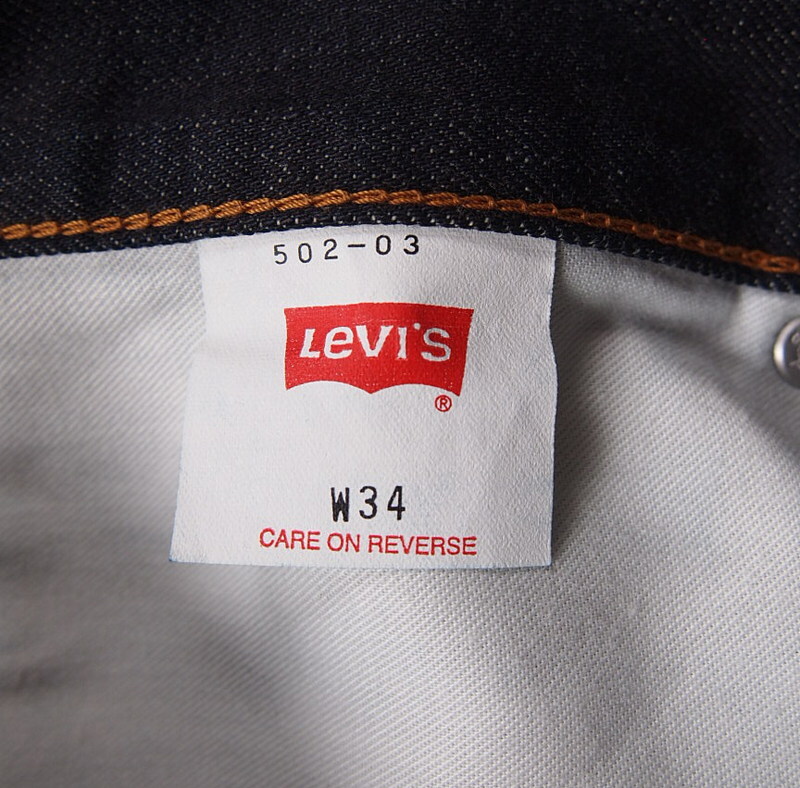 502-03
LEVI'S
®
W34
CARE ON REVERSE